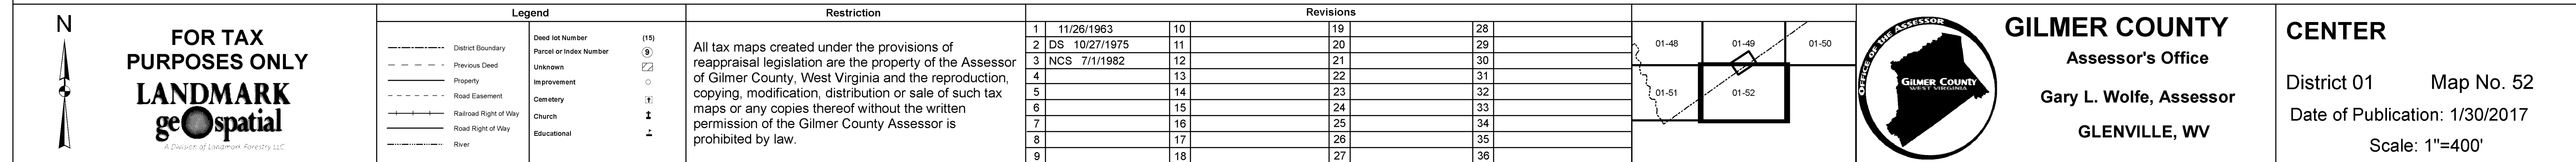 N
FOR TAX
PURPOSES ONLY
LANDMARK
geospatial
A Division of Landmark Forestry LLC
Legend
District Boundary
Previous Deed
Property
Road Easement
Railroad Right of Way
Road Right of Way
River
Deed lot Number (15)
Parcel or Index Number 9
Unknown
Improvement
Cemetery
Church
Educational
Restriction
All tax maps created under the provisions of
reappraisal legislation are the property of the Assessor
of Gilmer County, West Virginia and the reproduction,
copying, modification, distribution or sale of such tax
maps or any copies thereof without the written
permission of the Gilmer County Assessor is
prohibited by law.
Revisions
1 11/26/1963 10 19 28
2 DS 10/27/1975 11 20 29
3 NCS 7/1/1982 12 21 30
4 13 22 31
5 14 23 32
6 15 24 33
7 16 25 34
8 17 26 35
9 18 27 36
01-48 01-49 01-50
01-51 01-52
OFFICE OF THE ASSESSOR
GILMER COUNTY
WEST VIRGINIA
GILMER COUNTY
Assessor's Office
Gary L. Wolfe, Assessor
GLENVILLE, WV
CENTER
District 01 Map No. 52
Date of Publication: 1/30/2017
Scale: 1"=400'